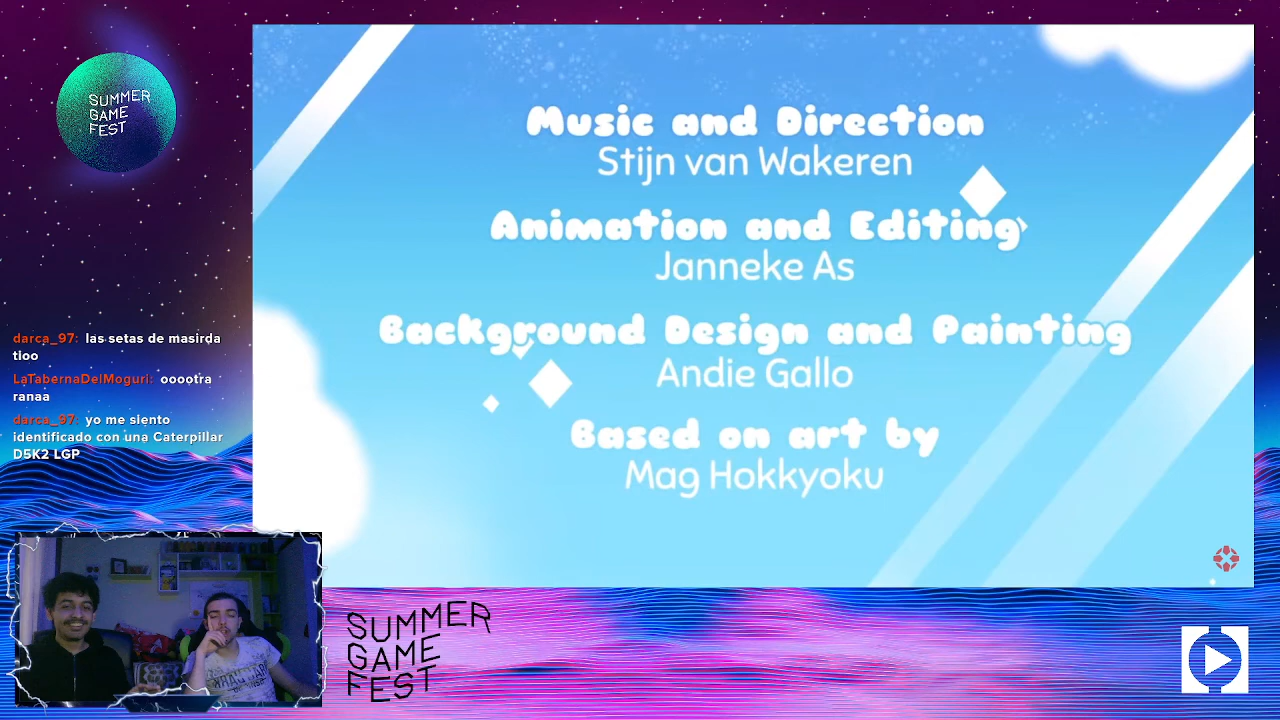 SUMMER
GAME
FEST
Music and Direction
Stijn van Wakeren
Animation and Editing
Janneke As
Background Design and Painting
Andie Gallo
Based on art by
Mag Hokkyoku
darca_97: las setas de masirda
tioo
LaTabernaDelMoguri: ooootra
ranaa
darca_97: yo me siento
identificado con una Caterpillar
D5K2 LGP
SUMMER
GAME
FEST